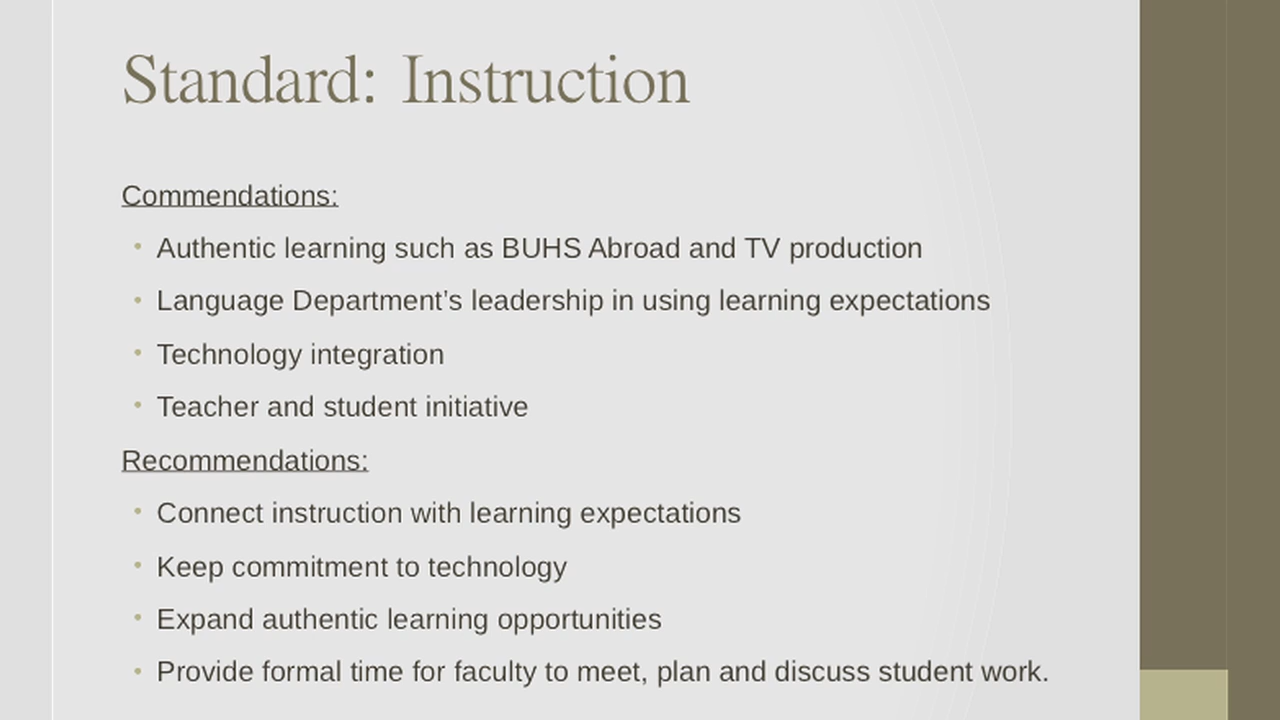 Standard: Instruction
Commendations:
• Authentic learning such as BUHS Abroad and TV production
• Language Department’s leadership in using learning expectations
• Technology integration
• Teacher and student initiative
Recommendations:
• Connect instruction with learning expectations
• Keep commitment to technology
• Expand authentic learning opportunities
• Provide formal time for faculty to meet, plan and discuss student work.